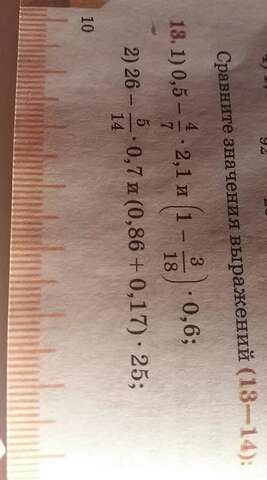 Сравните значения выражений (13—14):
13. 1) 0,5 − 4/7 · 2,1 и (1 − 3/18) · 0,6;
2) 26 − 5/14 · 0,7 и (0,86 + 0,17) · 25;
10